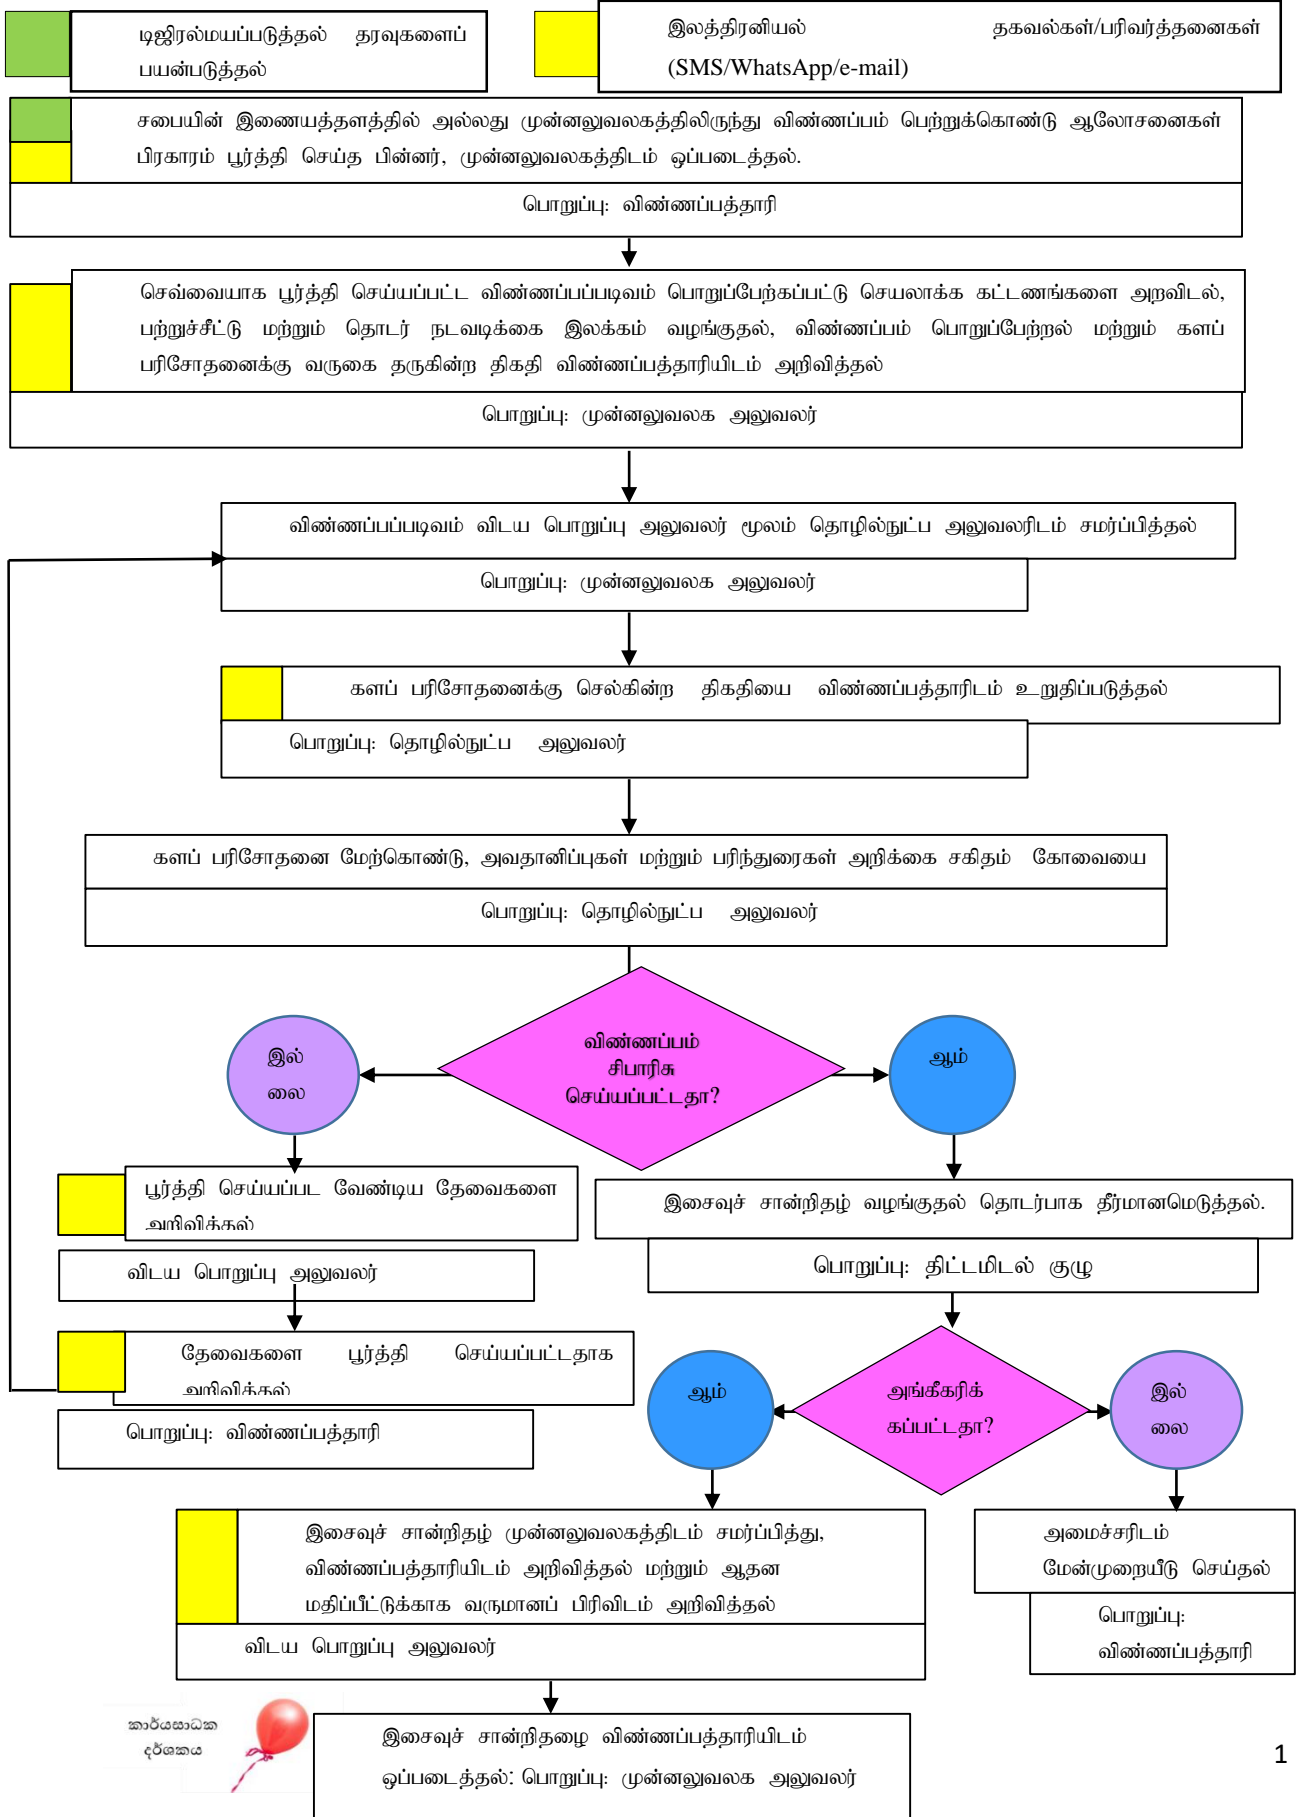 டிஜிரல்மயப்படுத்தல் தரவுகளைப்
பயன்படுத்தல்
இலத்திரனியல் தகவல்கள்/பரிவர்த்தனைகள்
(SMS/WhatsApp/e-mail)
சபையின் இணையத்தளத்தில் அல்லது முன்னலுவலகத்திலிருந்து விண்ணப்பம் பெற்றுக்கொண்டு ஆலோசனைகள்
பிரகாரம் பூர்த்தி செய்த பின்னர், முன்னலுவலகத்திடம் ஒப்படைத்தல்.
பொறுப்பு: விண்ணப்பத்தாரி
செவ்வையாக பூர்த்தி செய்யப்பட்ட விண்ணப்பப்படிவம் பொறுப்பேற்கப்பட்டு செயலாக்க கட்டணங்களை அறவிடல்,
பற்றுச்சீட்டு மற்றும் தொடர் நடவடிக்கை இலக்கம் வழங்குதல், விண்ணப்பம் பொறுப்பேற்றல் மற்றும் களப்
பரிசோதனைக்கு வருகை தருகின்ற திகதி விண்ணப்பத்தாரியிடம் அறிவித்தல்
பொறுப்பு: முன்னலுவலக அலுவலர்
விண்ணப்பப்படிவம் விடய பொறுப்பு அலுவலர் மூலம் தொழில்நுட்ப அலுவலரிடம் சமர்ப்பித்தல்
பொறுப்பு: முன்னலுவலக அலுவலர்
களப் பரிசோதனைக்கு செல்கின்ற திகதியை விண்ணப்பத்தாரிடம் உறுதிப்படுத்தல்
பொறுப்பு: தொழில்நுட்ப அலுவலர்
களப் பரிசோதனை மேற்கொண்டு, அவதானிப்புகள் மற்றும் பரிந்துரைகள் அறிக்கை சகிதம் கோவையை
பொறுப்பு: தொழில்நுட்ப அலுவலர்
விண்ணப்பம்
சிபாரிசு
செய்யப்பட்டதா?
இல்
லை
ஆம்
பூர்த்தி செய்யப்பட வேண்டிய தேவைகளை
அறிவித்தல்
விடய பொறுப்பு அலுவலர்
தேவைகளை பூர்த்தி செய்யப்பட்டதாக
அறிவித்தல்
பொறுப்பு: விண்ணப்பத்தாரி
இசைவுச் சான்றிதழ் வழங்குதல் தொடர்பாக தீர்மானமெடுத்தல்.
பொறுப்பு: திட்டமிடல் குழு
ஆம்
அங்கீகரிக்
கப்பட்டதா?
இல்
லை
இசைவுச் சான்றிதழ் முன்னலுவலகத்திடம் சமர்ப்பித்து,
விண்ணப்பத்தாரியிடம் அறிவித்தல் மற்றும் ஆதன
மதிப்பீட்டுக்காக வருமானப் பிரிவிடம் அறிவித்தல்
விடய பொறுப்பு அலுவலர்
அமைச்சரிடம்
மேன்முறையீடு செய்தல்
பொறுப்பு:
விண்ணப்பத்தாரி
කාර්යසාධක
දර්ශකය
இசைவுச் சான்றிதழை விண்ணப்பத்தாரியிடம்
ஒப்படைத்தல்: பொறுப்பு: முன்னலுவலக அலுவலர்
1